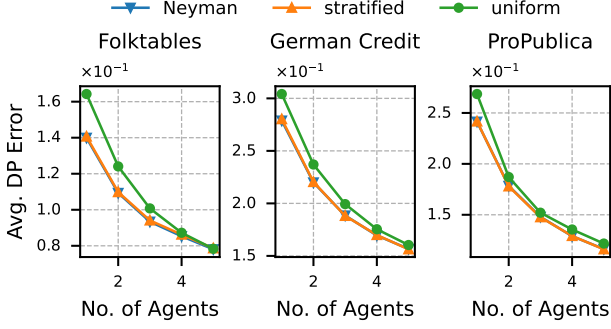 Neyman stratified uniform
Folktables German Credit ProPublica
×10⁻¹ ×10⁻¹ ×10⁻¹
Avg. DP Error
1.6
1.4
1.2
1.0
0.8
3.0
2.5
2.0
1.5
2.5
2.0
1.5
2 4 2 4 2 4
No. of Agents No. of Agents No. of Agents